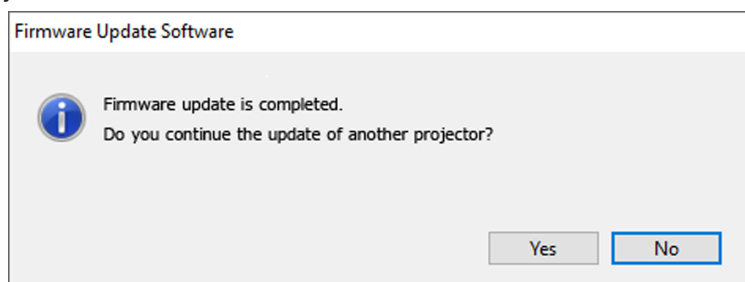 Firmware Update Software
Firmware update is completed.
Do you continue the update of another projector?
Yes
No